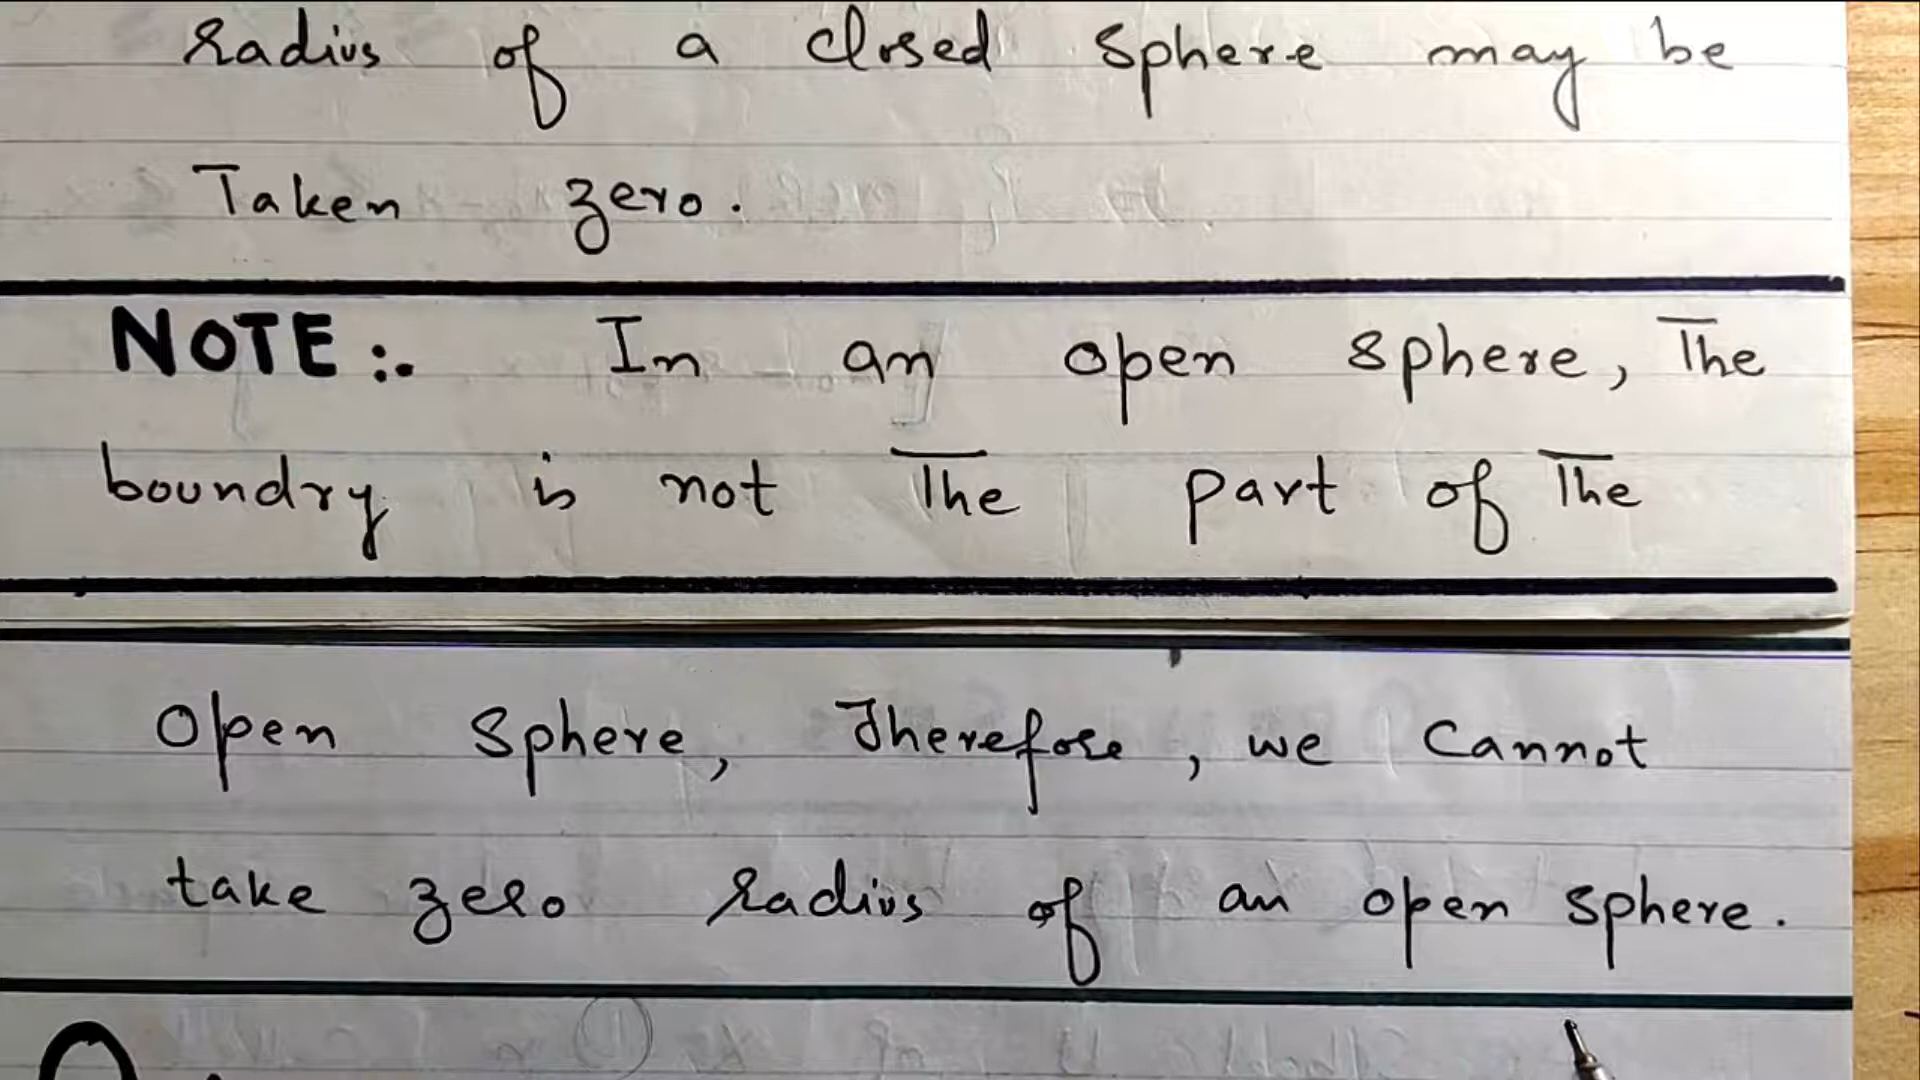 radius of a closed sphere may be
Taken zero.
NOTE:- In an open sphere, The
boundry is not The part of The
open sphere, Therefore, we cannot
take zero radius of an open sphere.